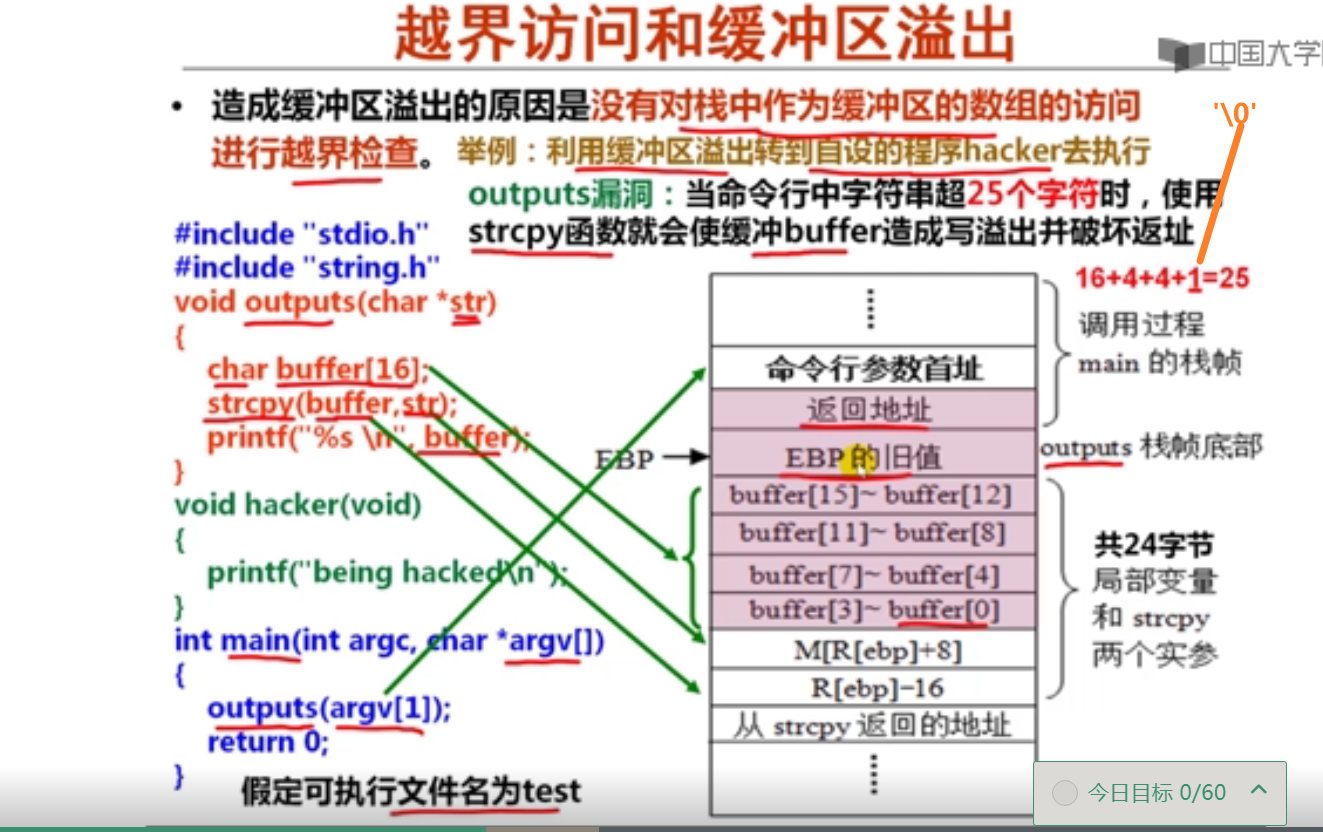 越界访问和缓冲区溢出
中国大学
• 造成缓冲区溢出的原因是没有对栈中作为缓冲区的数组的访问
进行越界检查。 举例：利用缓冲区溢出转到自设的程序hacker去执行
'\0'
outputs漏洞：当命令行中字符串超25个字符时，使用
strcpy函数就会使缓冲buffer造成写溢出并破坏返址
#include "stdio.h"
#include "string.h"
void outputs(char *str)
{
char buffer[16];
strcpy(buffer,str);
printf("%s \n", buffer);
}
void hacker(void)
{
printf("being hacked\n");
}
int main(int argc, char *argv[])
{
outputs(argv[1]);
return 0;
}
假定可执行文件名为test
命令行参数首址
返回地址
EBP
EBP 的旧值
buffer[15]~ buffer[12]
buffer[11]~ buffer[8]
buffer[7]~ buffer[4]
buffer[3]~ buffer[0]
M[R[ebp]+8]
R[ebp]−16
从 strcpy 返回的地址
16+4+4+1=25
调用过程
main 的栈帧
outputs 栈帧底部
共24字节
局部变量
和 strcpy
两个实参
今日目标 0/60